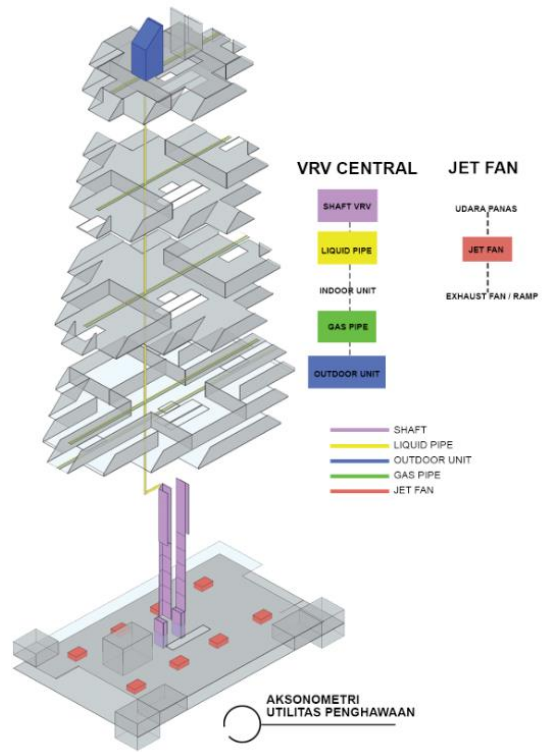 VRV CENTRAL
SHAFT VRV
LIQUID PIPE
INDOOR UNIT
GAS PIPE
OUTDOOR UNIT
JET FAN
UDARA PANAS
JET FAN
EXHAUST FAN / RAMP
SHAFT
LIQUID PIPE
OUTDOOR UNIT
GAS PIPE
JET FAN
AKSONOMETRI
UTILITAS PENGHAWAAN